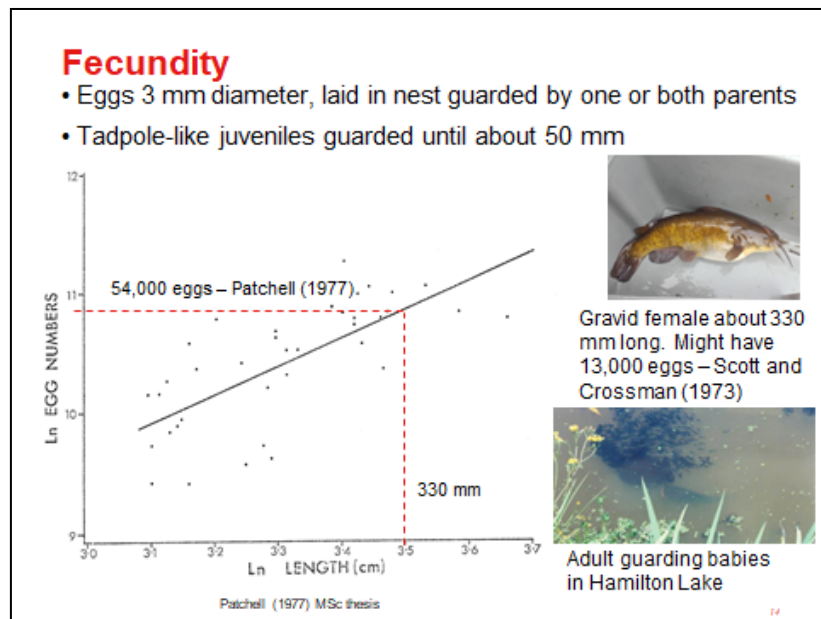 Fecundity
• Eggs 3 mm diameter, laid in nest guarded by one or both parents
• Tadpole-like juveniles guarded until about 50 mm
12
11
10
9
Ln EGG NUMBERS
54,000 eggs – Patchell (1977).
330 mm
3·0 3·1 3·2 3·3 3·4 3·5 3·6 3·7
Ln LENGTH (cm)
Patchell (1977) MSc thesis
Gravid female about 330
mm long. Might have
13,000 eggs – Scott and
Crossman (1973)
Adult guarding babies
in Hamilton Lake
14